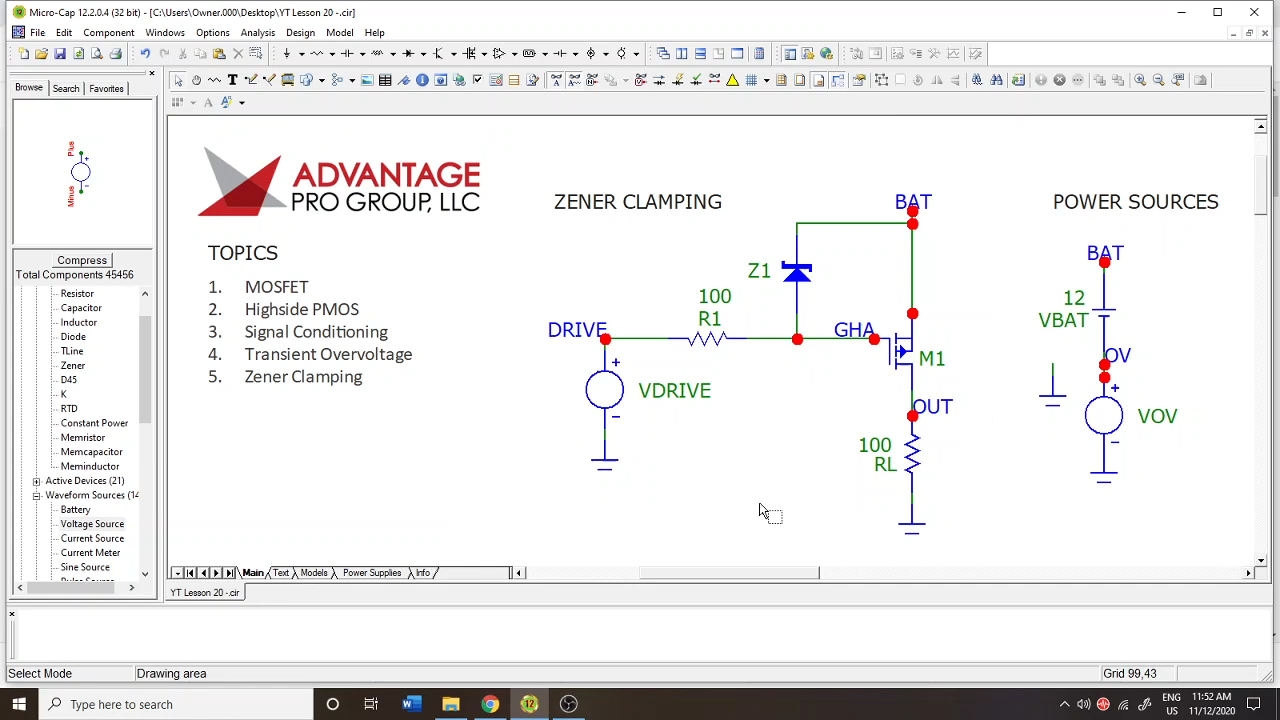 Micro-Cap 12.2.0.4 (32 bit) - [C:\Users\Owner.000\Desktop\YT Lesson 20 -.cir]
File Edit Component Windows Options Analysis Design Model Help
Browse Search Favorites
Plus
Minus
Compress
Total Components 45456
Resistor
Capacitor
Inductor
Diode
TLine
Zener
D45
K
RTD
Constant Power
Memristor
Memcapacitor
Meminductor
Active Devices (21)
Waveform Sources (14
Battery
Voltage Source
Current Source
Current Meter
Sine Source
ADVANTAGE
PRO GROUP, LLC
TOPICS
1. MOSFET
2. Highside PMOS
3. Signal Conditioning
4. Transient Overvoltage
5. Zener Clamping
ZENER CLAMPING
BAT
Z1
100
R1
DRIVE
GHA
M1
VDRIVE
OUT
100
RL
POWER SOURCES
BAT
12
VBAT
OV
VOV
Main Text Models Power Supplies Info
YT Lesson 20 -.cir
Select Mode
Drawing area
Grid 99,43
Type here to search
ENG
US
11:52 AM
11/12/2020